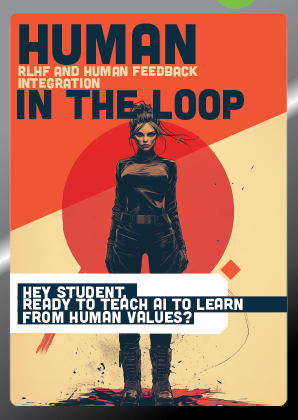 HUMAN
RLHF AND HUMAN FEEDBACK
INTEGRATION
IN THE LOOP
HEY STUDENT,
READY TO TEACH AI TO LEARN
FROM HUMAN VALUES?